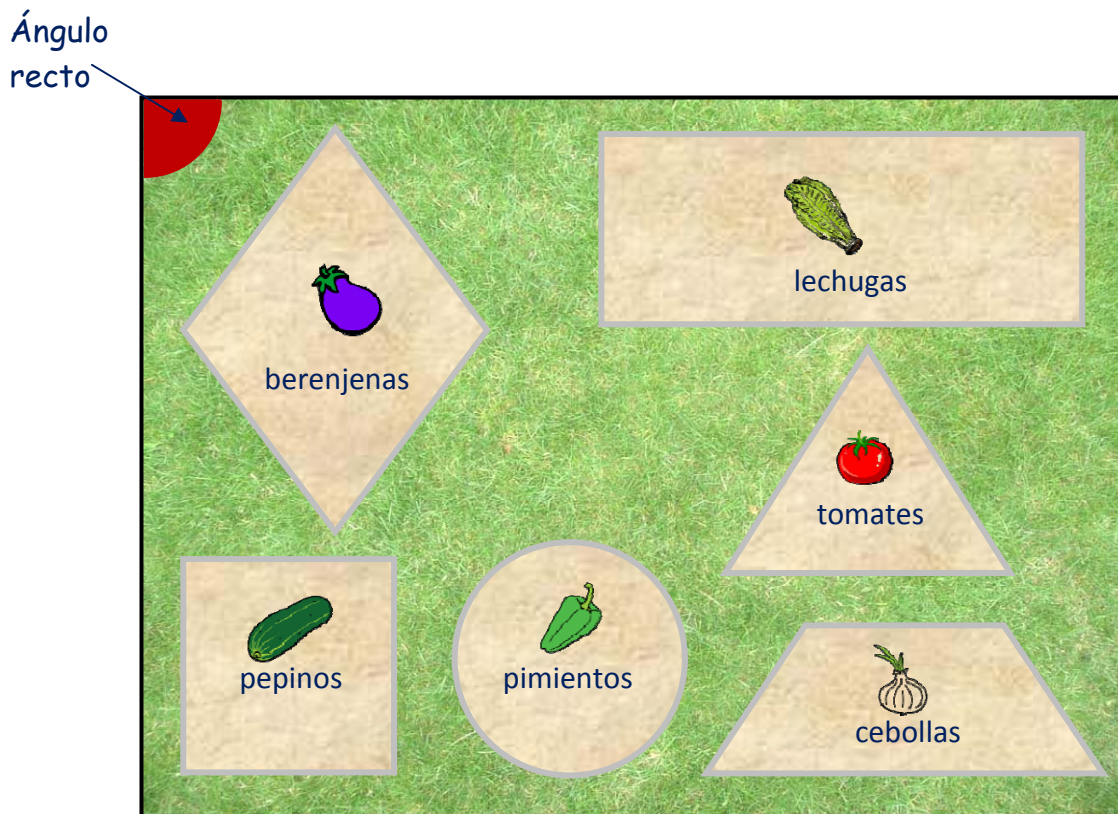 Ángulo
recto
lechugas
berenjenas
tomates
pepinos
pimientos
cebollas